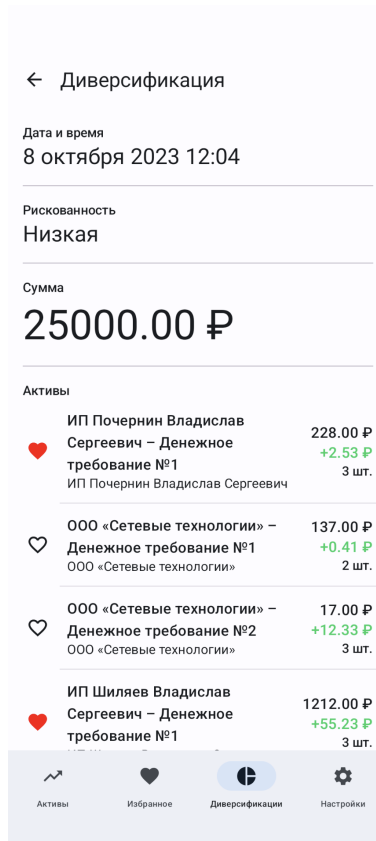 Диверсификация
Дата и время
8 октября 2023 12:04
Рискованность
Низкая
Сумма
25000.00 ₽
Активы
ИП Почернин Владислав
Сергеевич – Денежное
требование №1
ИП Почернин Владислав Сергеевич
228.00 ₽
+2.53 ₽
3 шт.
ООО «Сетевые технологии» –
Денежное требование №1
ООО «Сетевые технологии»
137.00 ₽
+0.41 ₽
2 шт.
ООО «Сетевые технологии» –
Денежное требование №2
ООО «Сетевые технологии»
17.00 ₽
+12.33 ₽
3 шт.
ИП Шиляев Владислав
Сергеевич – Денежное
требование №1
1212.00 ₽
+55.23 ₽
3 шт.
Активы
Избранное
Диверсификации
Настройки